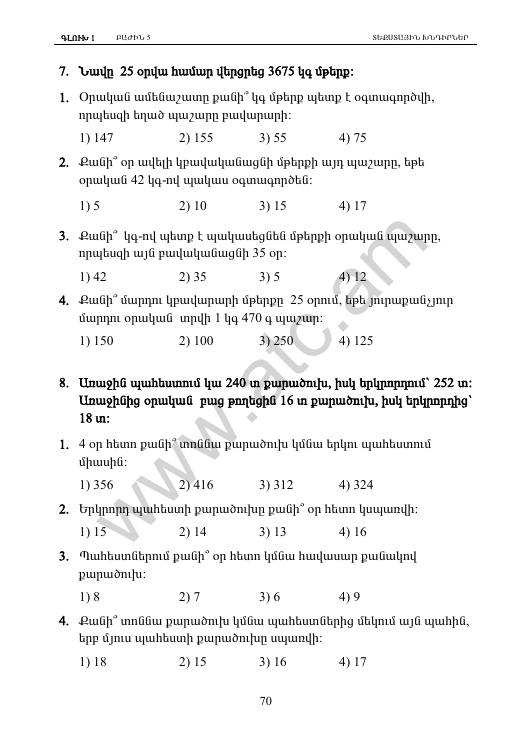 ԳԼՈՒԽ 1 ԲԱԺԻՆ 5 ՏԵՔՍՏԱՅԻՆ ԽՆԴԻՐՆԵՐ
7. Նավը 25 օրվա համար վերցրեց 3675 կգ մթերք:
1. Օրական ամենաշատը քանի՞ կգ մթերք պետք է օգտագործվի,
որպեսզի եղած պաշարը բավարարի:
1) 147 2) 155 3) 55 4) 75
2. Քանի՞ օր ավելի կբավականացնի մթերքի այդ պաշարը, եթե
օրական 42 կգ-ով պակաս օգտագործեն:
1) 5 2) 10 3) 15 4) 17
3. Քանի՞ կգ-ով պետք է պակասեցնեն մթերքի օրական պաշարը,
որպեսզի այն բավականացնի 35 օր:
1) 42 2) 35 3) 5 4) 12
4. Քանի՞ մարդու կբավարարի մթերքը 25 օրում, եթե յուրաքանչյուր
մարդու օրական տրվի 1 կգ 470 գ պաշար:
1) 150 2) 100 3) 250 4) 125
8. Առաջին պահեստում կա 240 տ քարածուխ, իսկ երկրորդում՝ 252 տ:
Առաջինից օրական բաց թողեցին 16 տ քարածուխ, իսկ երկրորդից՝
18 տ:
1. 4 օր հետո քանի՞ տոննա քարածուխ կմնա երկու պահեստում
միասին:
1) 356 2) 416 3) 312 4) 324
2. Երկրորդ պահեստի քարածուխը քանի՞ օր հետո կսպառվի:
1) 15 2) 14 3) 13 4) 16
3. Պահեստներում քանի՞ օր հետո կմնա հավասար քանակով
քարածուխ:
1) 8 2) 7 3) 6 4) 9
4. Քանի՞ տոննա քարածուխ կմնա պահեստներից մեկում այն պահին,
երբ մյուս պահեստի քարածուխը սպառվի:
1) 18 2) 15 3) 16 4) 17
70
www.atc.am